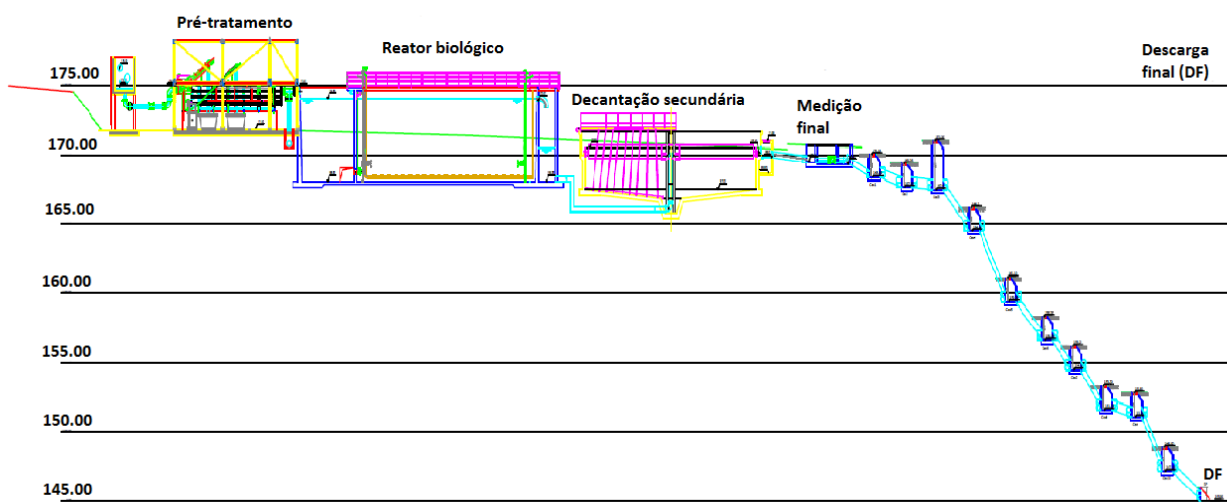 Pré-tratamento
Reator biológico
Descarga
final (DF)
175.00
Decantação secundária
Medição
final
170.00
165.00
160.00
155.00
150.00
DF
145.00